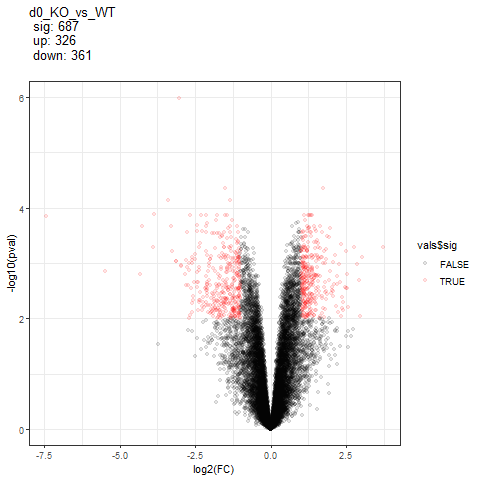 d0_KO_vs_WT
sig: 687
up: 326
down: 361
6
4
2
0
-log10(pval)
-7.5
-5.0
-2.5
0.0
2.5
log2(FC)
vals$sig
FALSE
TRUE